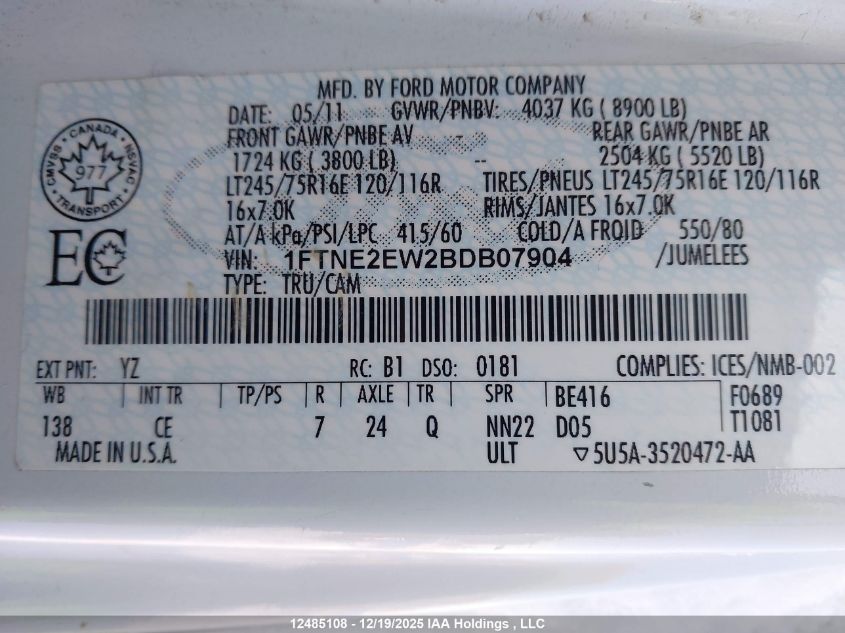 MFD. BY FORD MOTOR COMPANY
DATE: 05/11 GVWR/PNBV: 4037 KG ( 8900 LB)
FRONT GAWR/PNBE AV - REAR GAWR/PNBE AR
1724 KG ( 3800 LB) -- 2504 KG ( 5520 LB)
LT245/75R16E 120/116R TIRES/PNEUS LT245/75R16E 120/116R
16x7.0K RIMS/JANTES 16x7.0K
AT/A kPa/PSI/LPC 415/60 COLD/A FROID 550/80
VIN: 1FTNE2EW2BDB07904 /JUMELEES
TYPE: TRU/CAM
CMVSS • CANADA • NSVAC • TRANSPORT •
977
EC
EXT PNT: YZ RC: B1 DSO: 0181 COMPLIES: ICES/NMB-002
WB INT TR TP/PS R AXLE TR SPR BE416 F0689
138 CE 7 24 Q NN22 D05 T1081
MADE IN U.S.A. ULT ▽5U5A-3520472-AA
12485108 - 12/19/2025 IAA Holdings , LLC